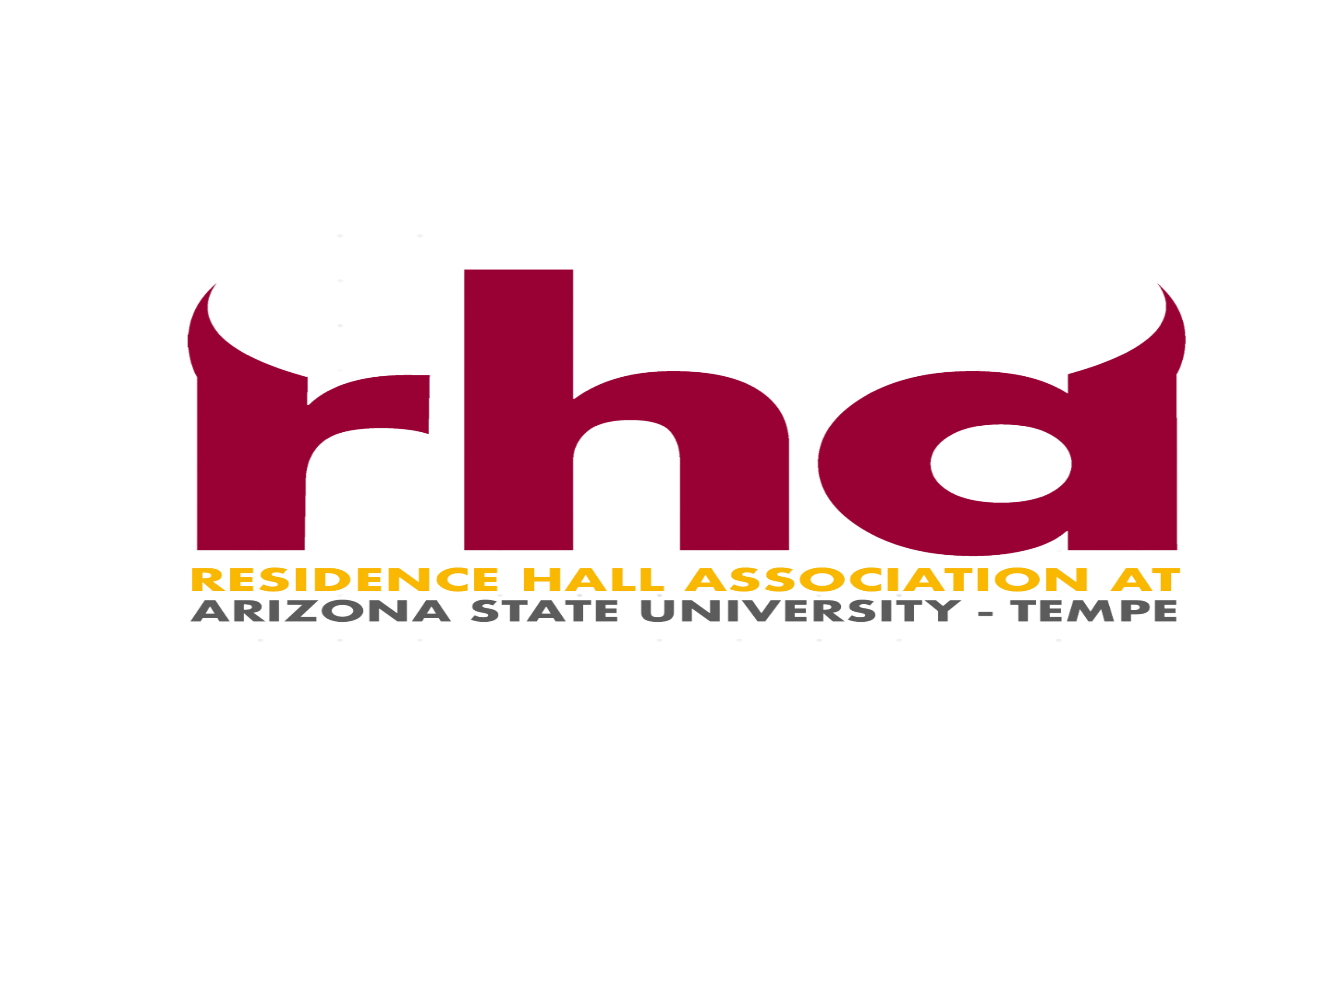 rha
RESIDENCE HALL ASSOCIATION AT
ARIZONA STATE UNIVERSITY - TEMPE